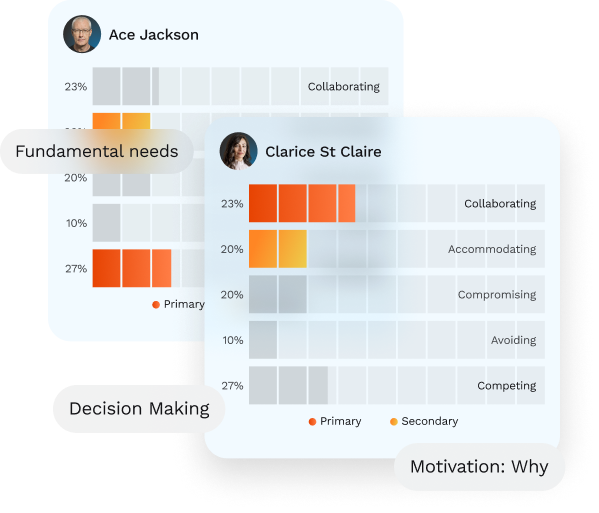 Ace Jackson
23%
Collaborating
Fundamental needs
20%
10%
27%
Primary
Clarice St Claire
23%
Collaborating
20%
Accommodating
20%
Compromising
10%
Avoiding
27%
Competing
Primary
Secondary
Decision Making
Motivation: Why